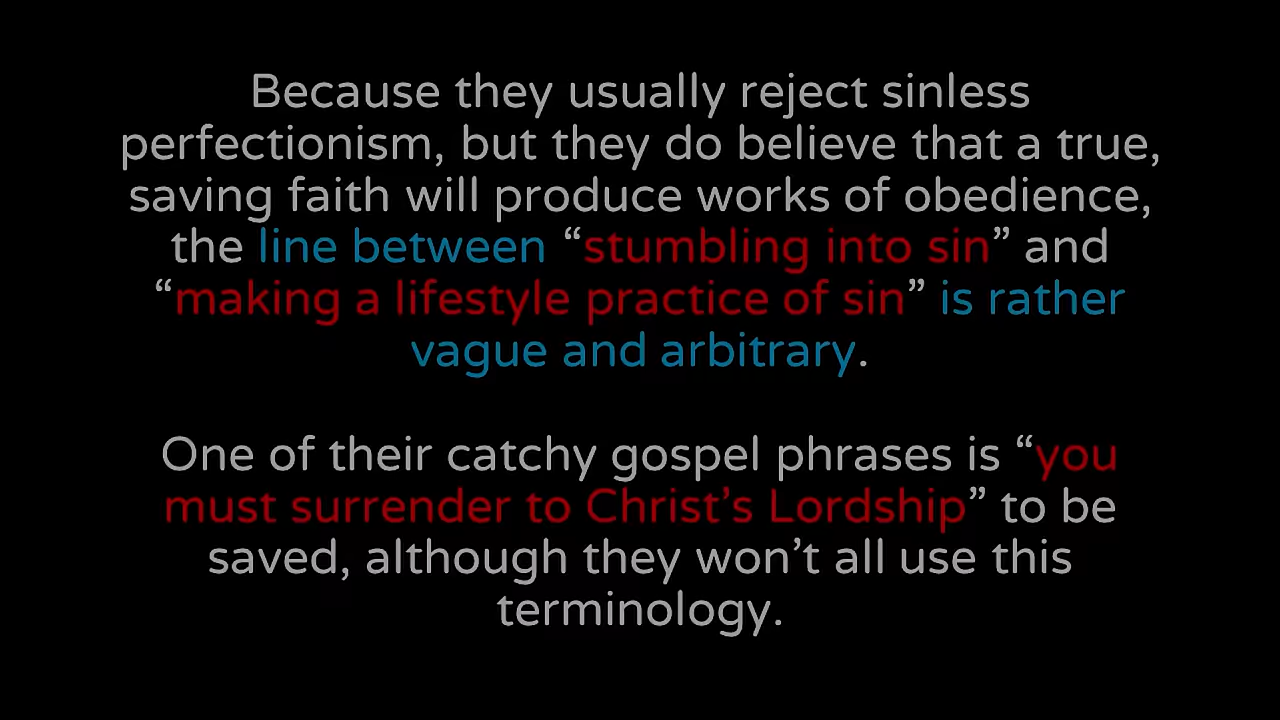 Because they usually reject sinless
perfectionism, but they do believe that a true,
saving faith will produce works of obedience,
the line between “stumbling into sin” and
“making a lifestyle practice of sin” is rather
vague and arbitrary.
One of their catchy gospel phrases is “you
must surrender to Christ’s Lordship” to be
saved, although they won’t all use this
terminology.